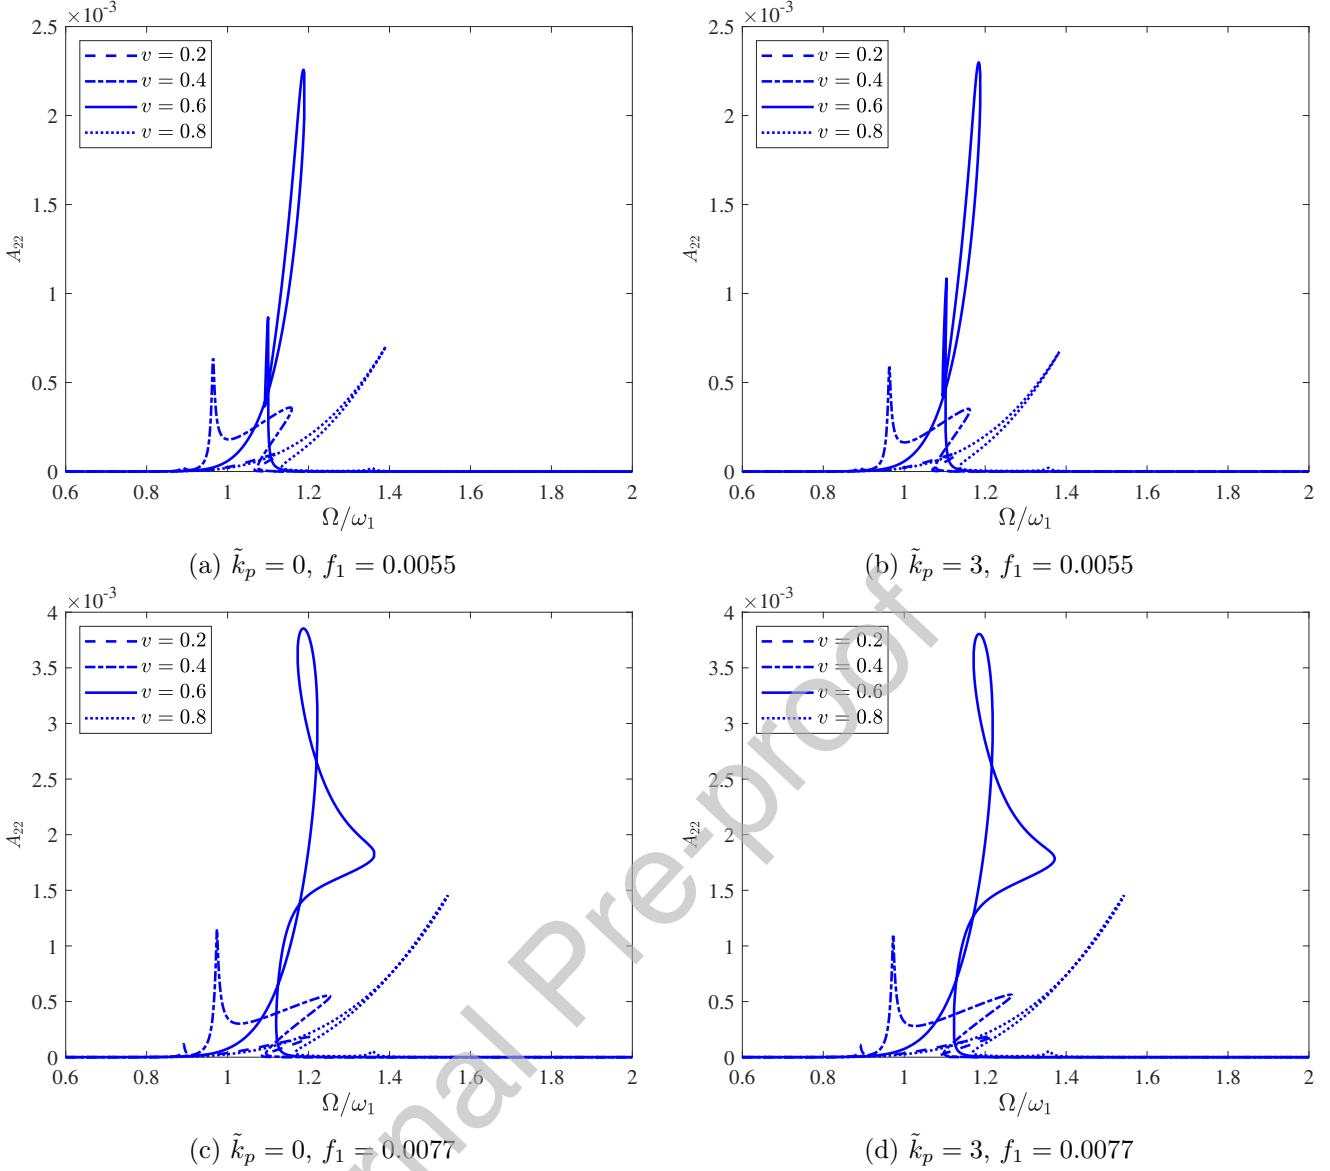 ×10⁻³ ×10⁻³
2.5 2.5
v = 0.2 v = 0.2
v = 0.4 v = 0.4
v = 0.6 v = 0.6
v = 0.8 v = 0.8
2 2
1.5 1.5
A₂₂ A₂₂
1 1
0.5 0.5
0 0
0.6 0.8 1 1.2 1.4 1.6 1.8 2 0.6 0.8 1 1.2 1.4 1.6 1.8 2
Ω/ω₁ Ω/ω₁
(a) k̃ₚ = 0, f₁ = 0.0055 (b) k̃ₚ = 3, f₁ = 0.0055
×10⁻³ ×10⁻³
4 4
v = 0.2 v = 0.2
v = 0.4 v = 0.4
v = 0.6 v = 0.6
v = 0.8 v = 0.8
3.5 3.5
3 3
2.5 2.5
2 2
A₂₂ A₂₂
1.5 1.5
1 1
0.5 0.5
0 0
0.6 0.8 1 1.2 1.4 1.6 1.8 2 0.6 0.8 1 1.2 1.4 1.6 1.8 2
Ω/ω₁ Ω/ω₁
(c) k̃ₚ = 0, f₁ = 0.0077 (d) k̃ₚ = 3, f₁ = 0.0077
rnal Pre-proof